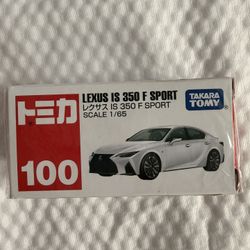 トミカ
100
LEXUS IS 350 F SPORT
レクサス IS 350 F SPORT
SCALE 1/65
TAKARA
TOMY